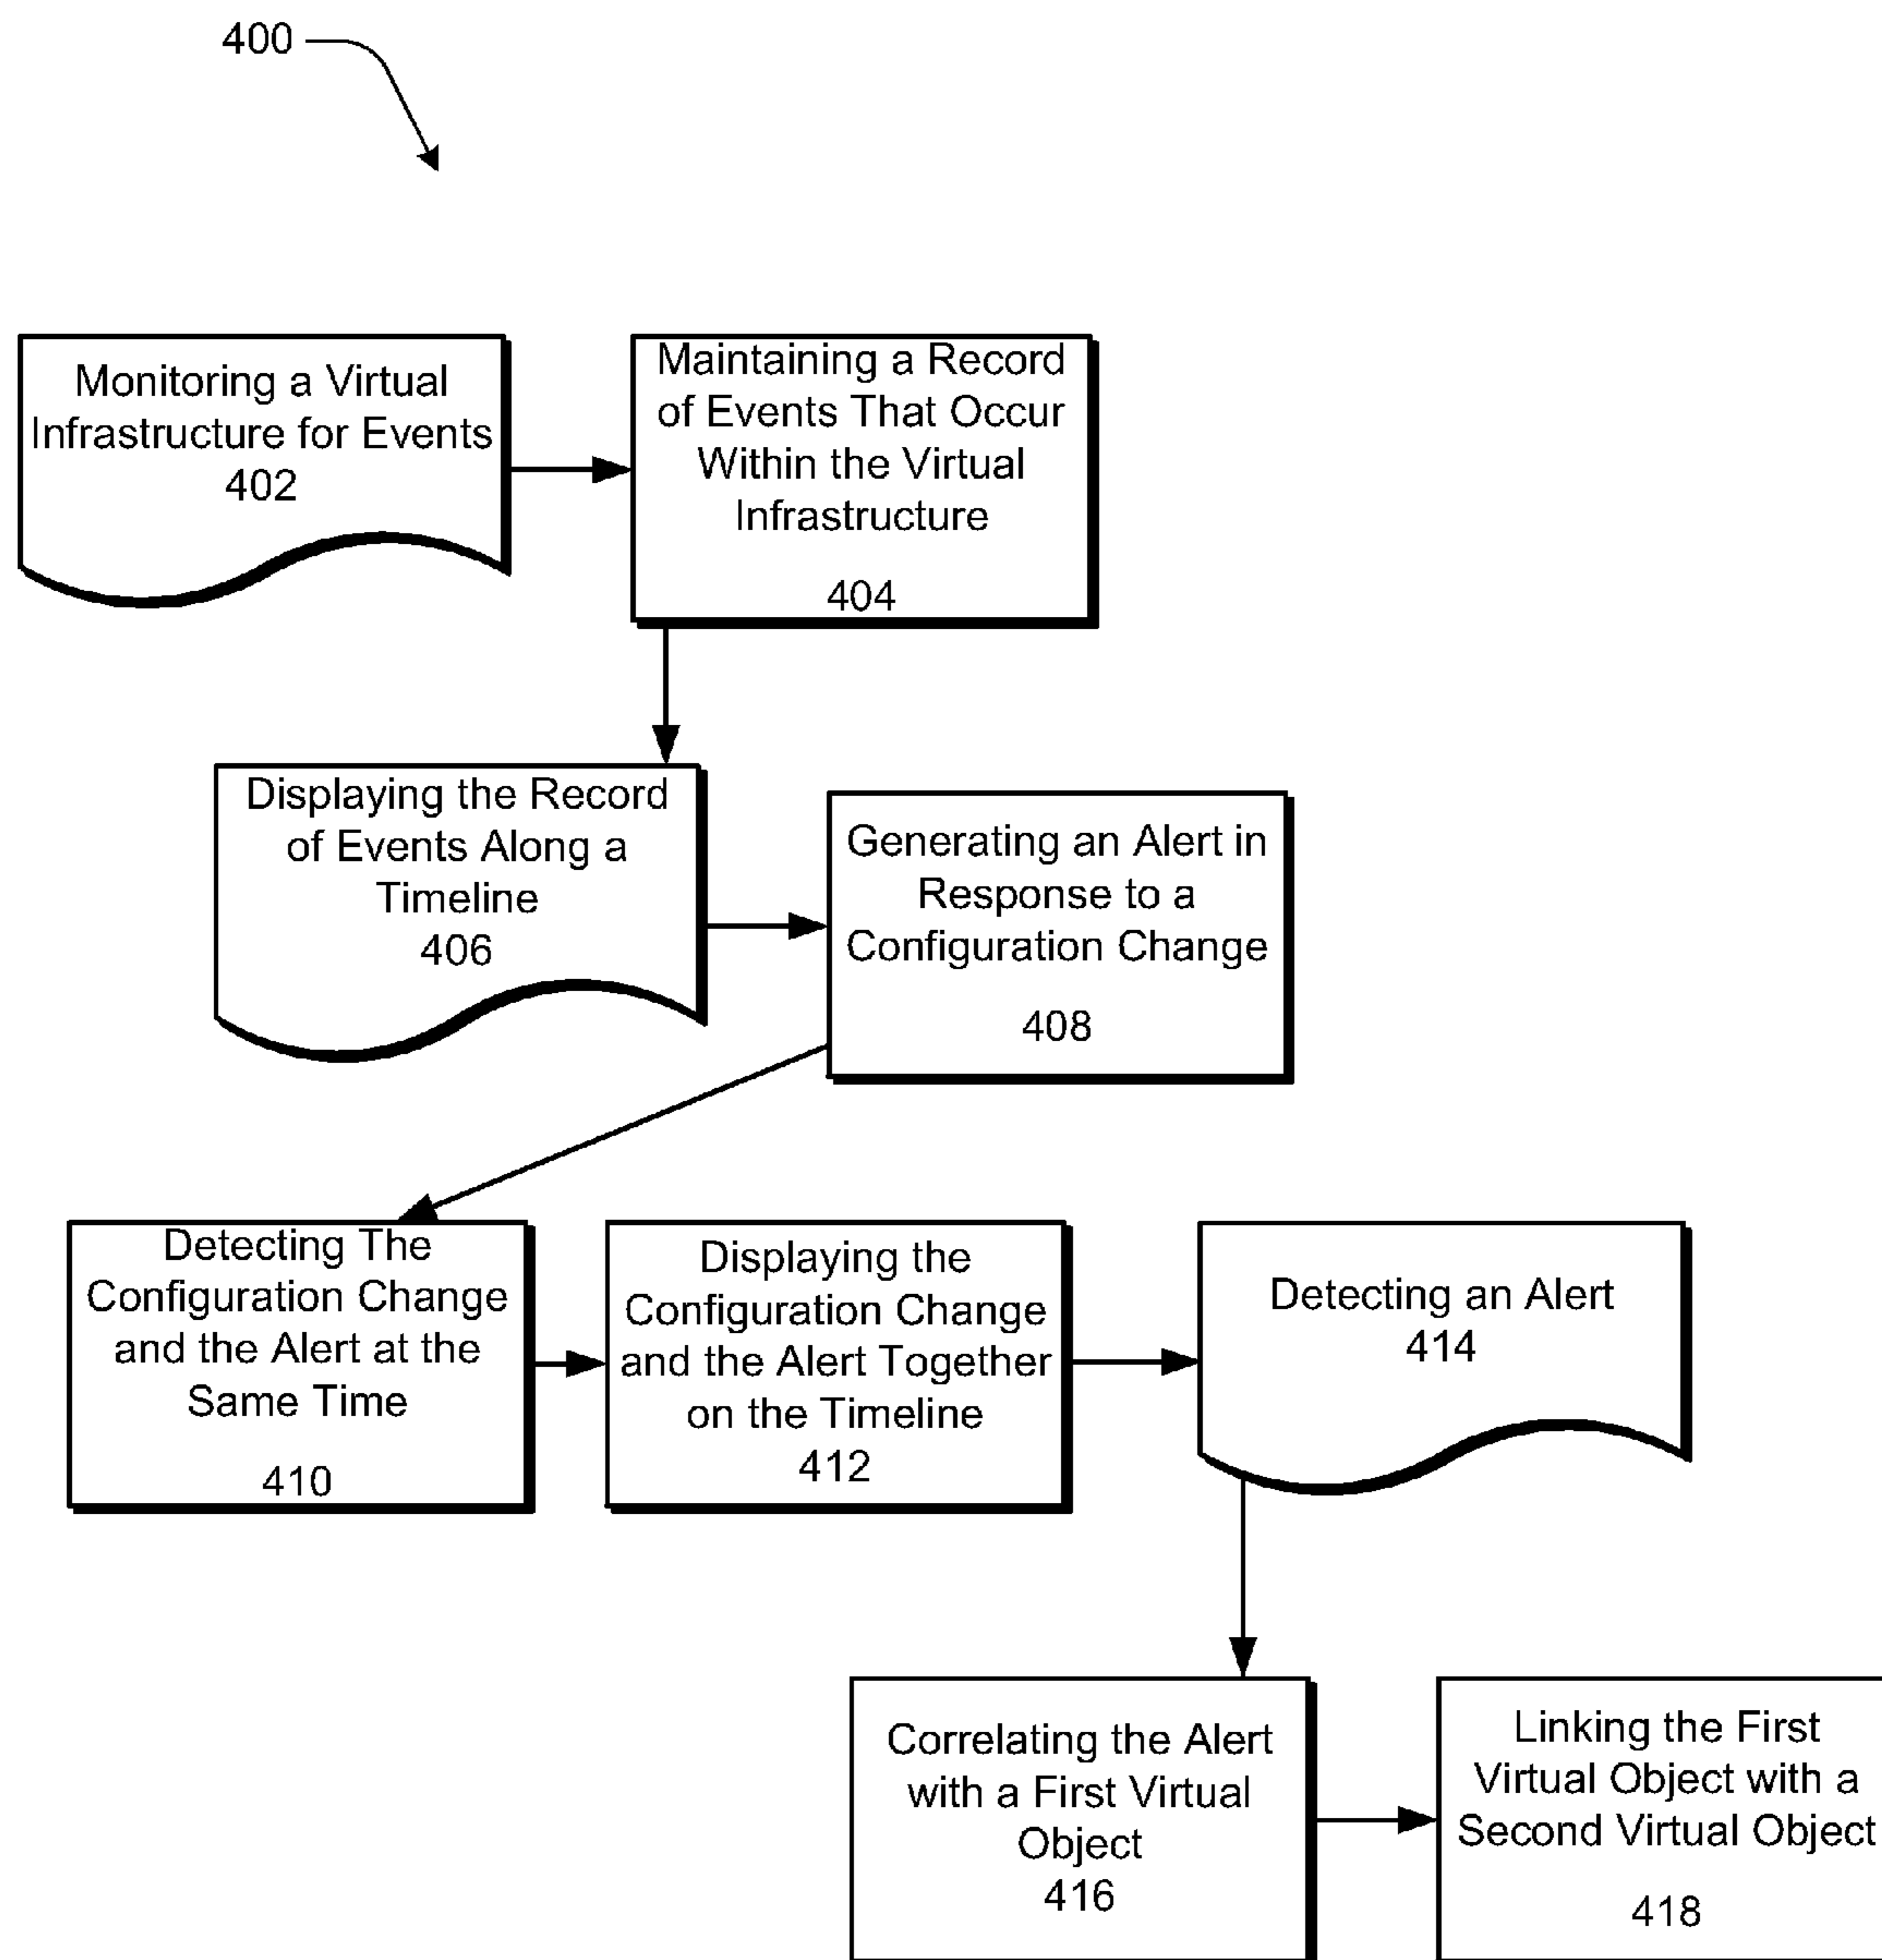 400
Monitoring a Virtual
Infrastructure for Events
402
Maintaining a Record
of Events That Occur
Within the Virtual
Infrastructure
404
Displaying the Record
of Events Along a
Timeline
406
Generating an Alert in
Response to a
Configuration Change
408
Detecting The
Configuration Change
and the Alert at the
Same Time
410
Displaying the
Configuration Change
and the Alert Together
on the Timeline
412
Detecting an Alert
414
Correlating the Alert
with a First Virtual
Object
416
Linking the First
Virtual Object with a
Second Virtual Object
418